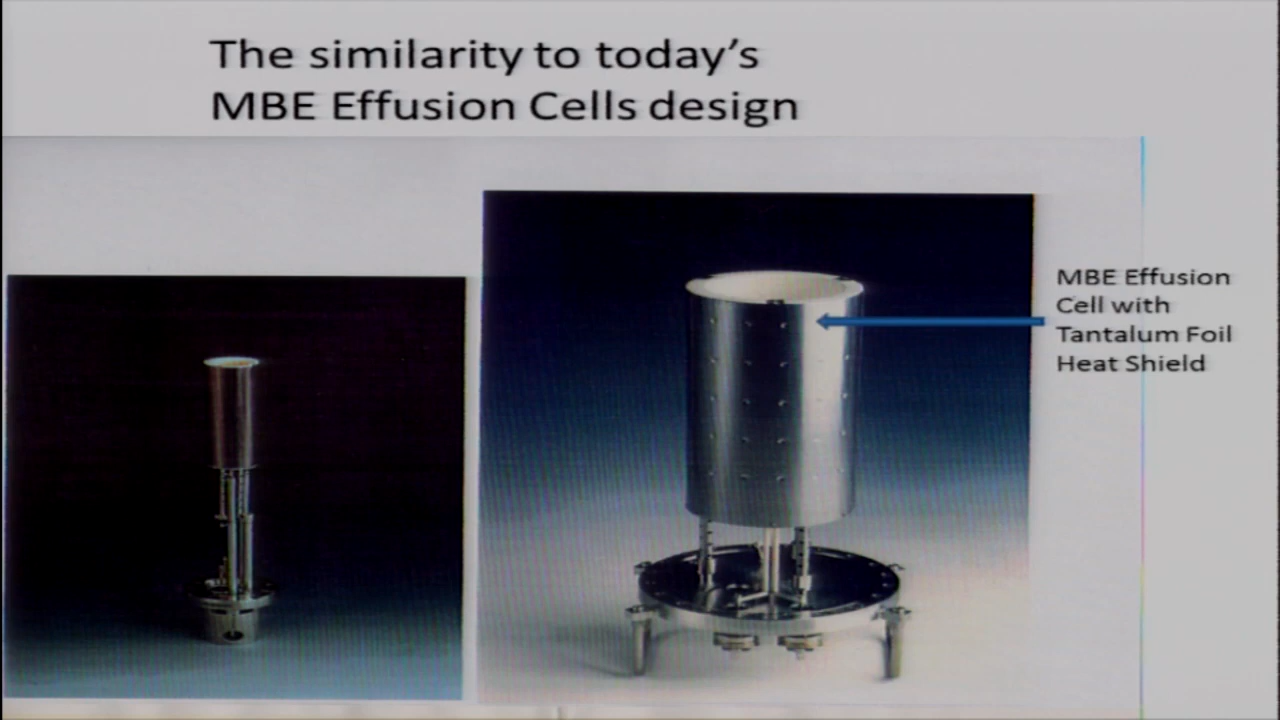 The similarity to today's
MBE Effusion Cells design
MBE Effusion
Cell with
Tantalum Foil
Heat Shield